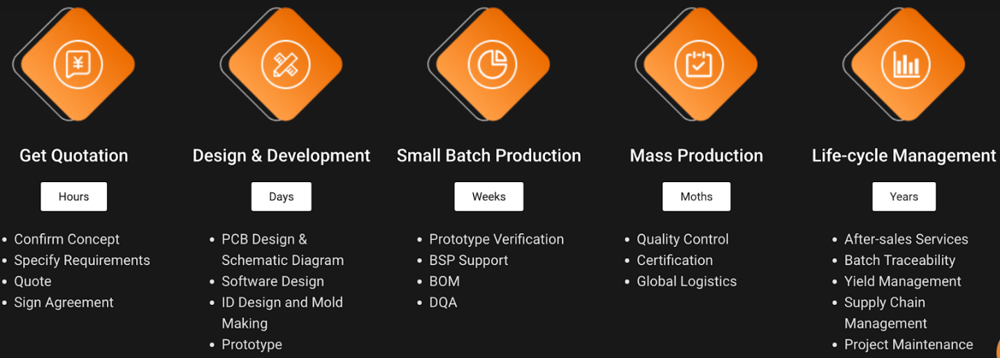 ¥
Get Quotation
Hours
• Confirm Concept
• Specify Requirements
• Quote
• Sign Agreement
Design & Development
Days
• PCB Design &
Schematic Diagram
• Software Design
• ID Design and Mold
Making
• Prototype
Small Batch Production
Weeks
• Prototype Verification
• BSP Support
• BOM
• DQA
Mass Production
Moths
• Quality Control
• Certification
• Global Logistics
Life-cycle Management
Years
• After-sales Services
• Batch Traceability
• Yield Management
• Supply Chain
Management
• Project Maintenance